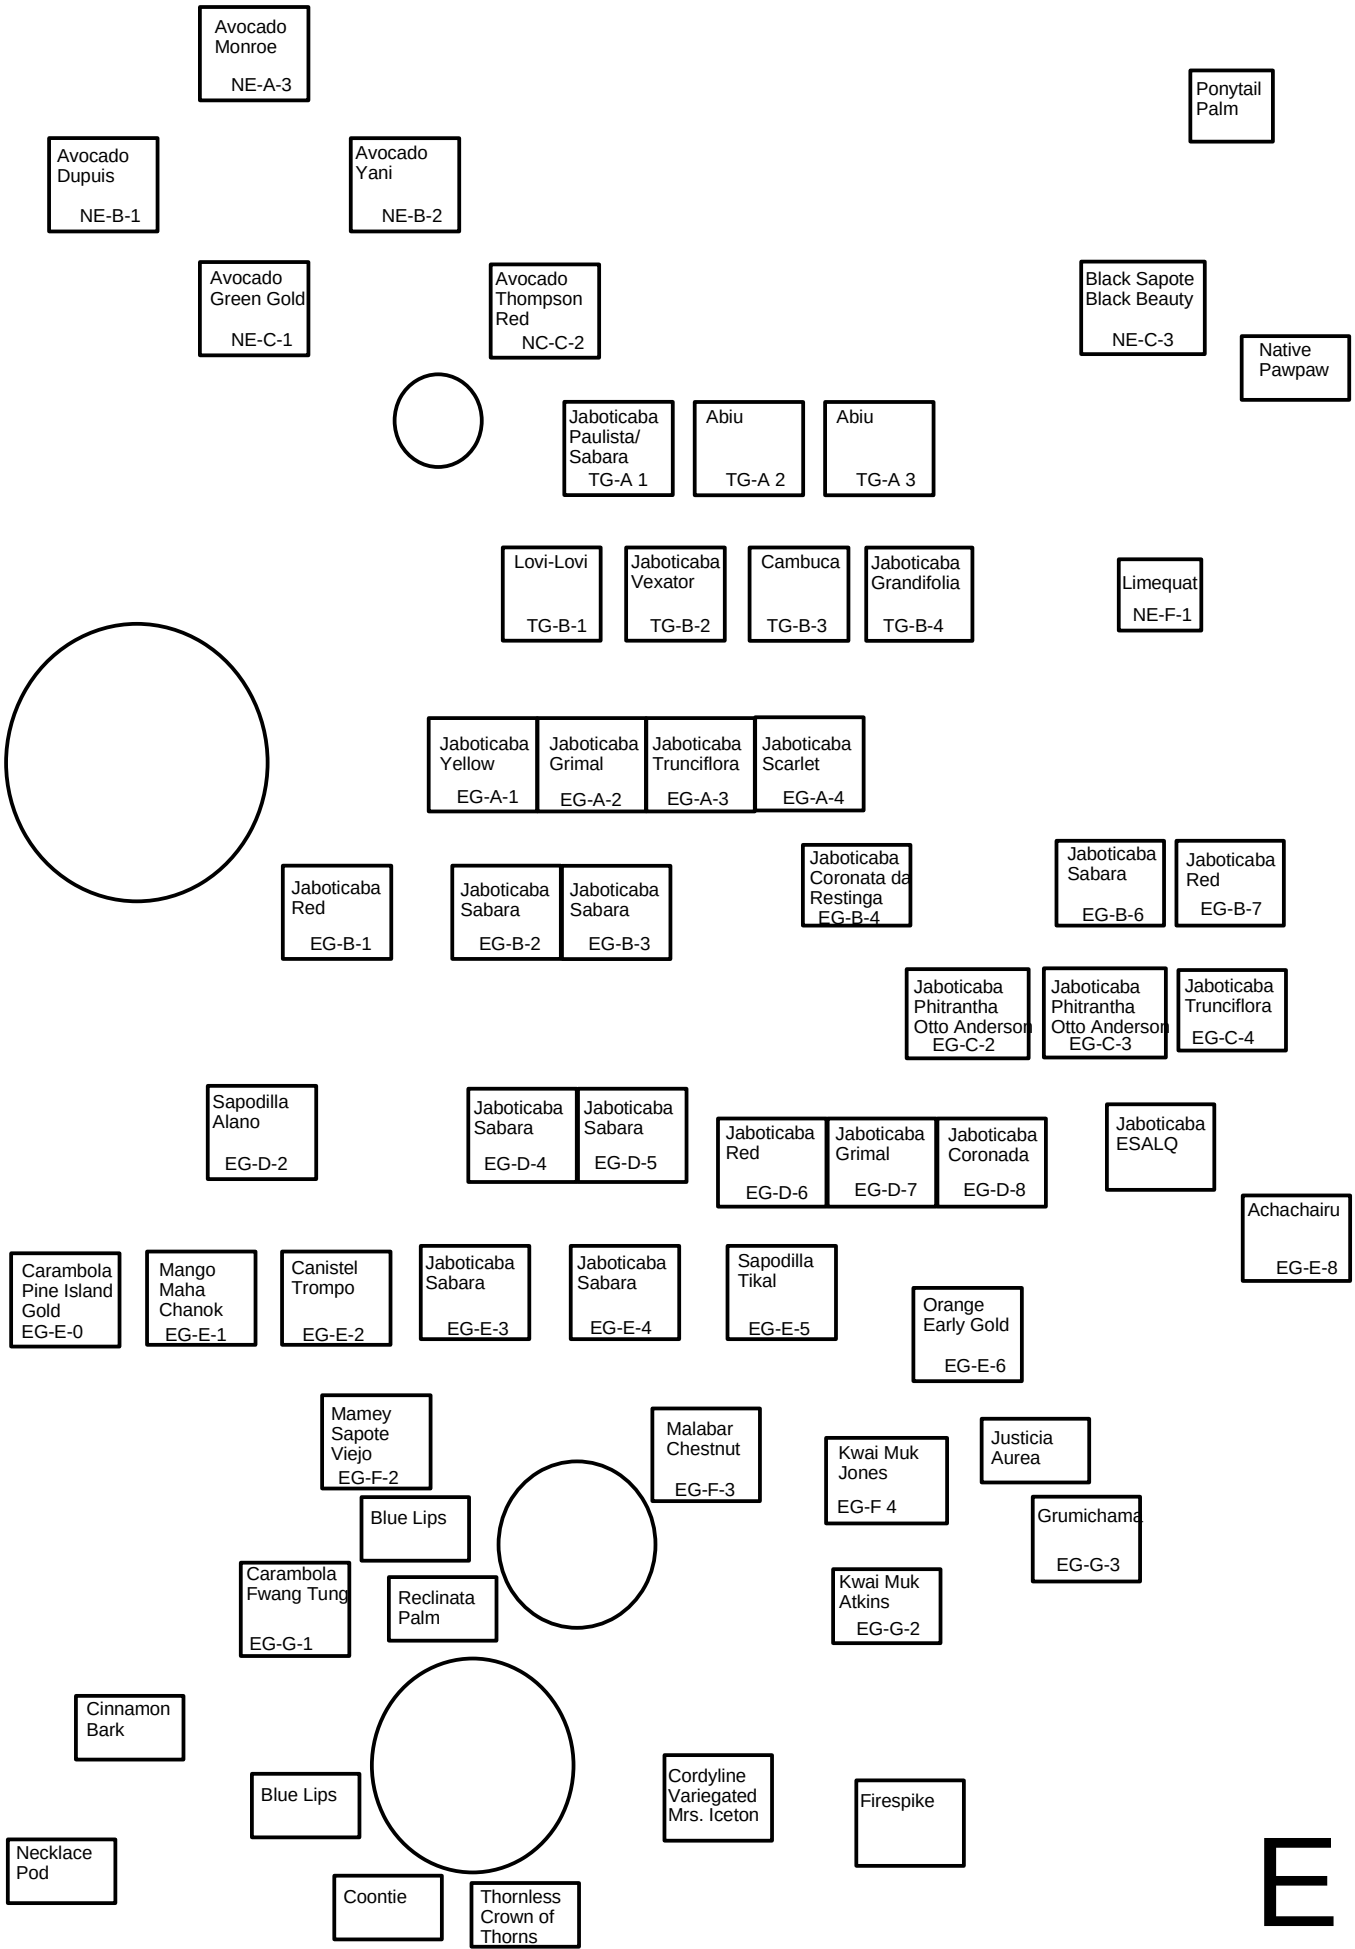 Avocado
Monroe
NE-A-3
Ponytail
Palm
Avocado
Dupuis
NE-B-1
Avocado
Yani
NE-B-2
Avocado
Green Gold
NE-C-1
Avocado
Thompson
Red
NC-C-2
Black Sapote
Black Beauty
NE-C-3
Native
Pawpaw
Jaboticaba
Paulista/
Sabara
TG-A 1
Abiu
TG-A 2
Abiu
TG-A 3
Lovi-Lovi
TG-B-1
Jaboticaba
Vexator
TG-B-2
Cambuca
TG-B-3
Jaboticaba
Grandifolia
TG-B-4
Limequat
NE-F-1
Jaboticaba
Yellow
EG-A-1
Jaboticaba
Grimal
EG-A-2
Jaboticaba
Trunciflora
EG-A-3
Jaboticaba
Scarlet
EG-A-4
Jaboticaba
Red
EG-B-1
Jaboticaba
Sabara
EG-B-2
Jaboticaba
Sabara
EG-B-3
Jaboticaba
Coronata da
Restinga
EG-B-4
Jaboticaba
Sabara
EG-B-6
Jaboticaba
Red
EG-B-7
Jaboticaba
Phitrantha
Otto Anderson
EG-C-2
Jaboticaba
Phitrantha
Otto Anderson
EG-C-3
Jaboticaba
Trunciflora
EG-C-4
Sapodilla
Alano
EG-D-2
Jaboticaba
Sabara
EG-D-4
Jaboticaba
Sabara
EG-D-5
Jaboticaba
Red
EG-D-6
Jaboticaba
Grimal
EG-D-7
Jaboticaba
Coronada
EG-D-8
Jaboticaba
ESALQ
Achachairu
EG-E-8
Carambola
Pine Island
Gold
EG-E-0
Mango
Maha
Chanok
EG-E-1
Canistel
Trompo
EG-E-2
Jaboticaba
Sabara
EG-E-3
Jaboticaba
Sabara
EG-E-4
Sapodilla
Tikal
EG-E-5
Orange
Early Gold
EG-E-6
Mamey
Sapote
Viejo
EG-F-2
Malabar
Chestnut
EG-F-3
Kwai Muk
Jones
EG-F 4
Justicia
Aurea
Blue Lips
Grumichama
EG-G-3
Carambola
Fwang Tung
EG-G-1
Reclinata
Palm
Kwai Muk
Atkins
EG-G-2
Cinnamon
Bark
Blue Lips
Cordyline
Variegated
Mrs. Iceton
Firespike
Necklace
Pod
Coontie
Thornless
Crown of
Thorns
E